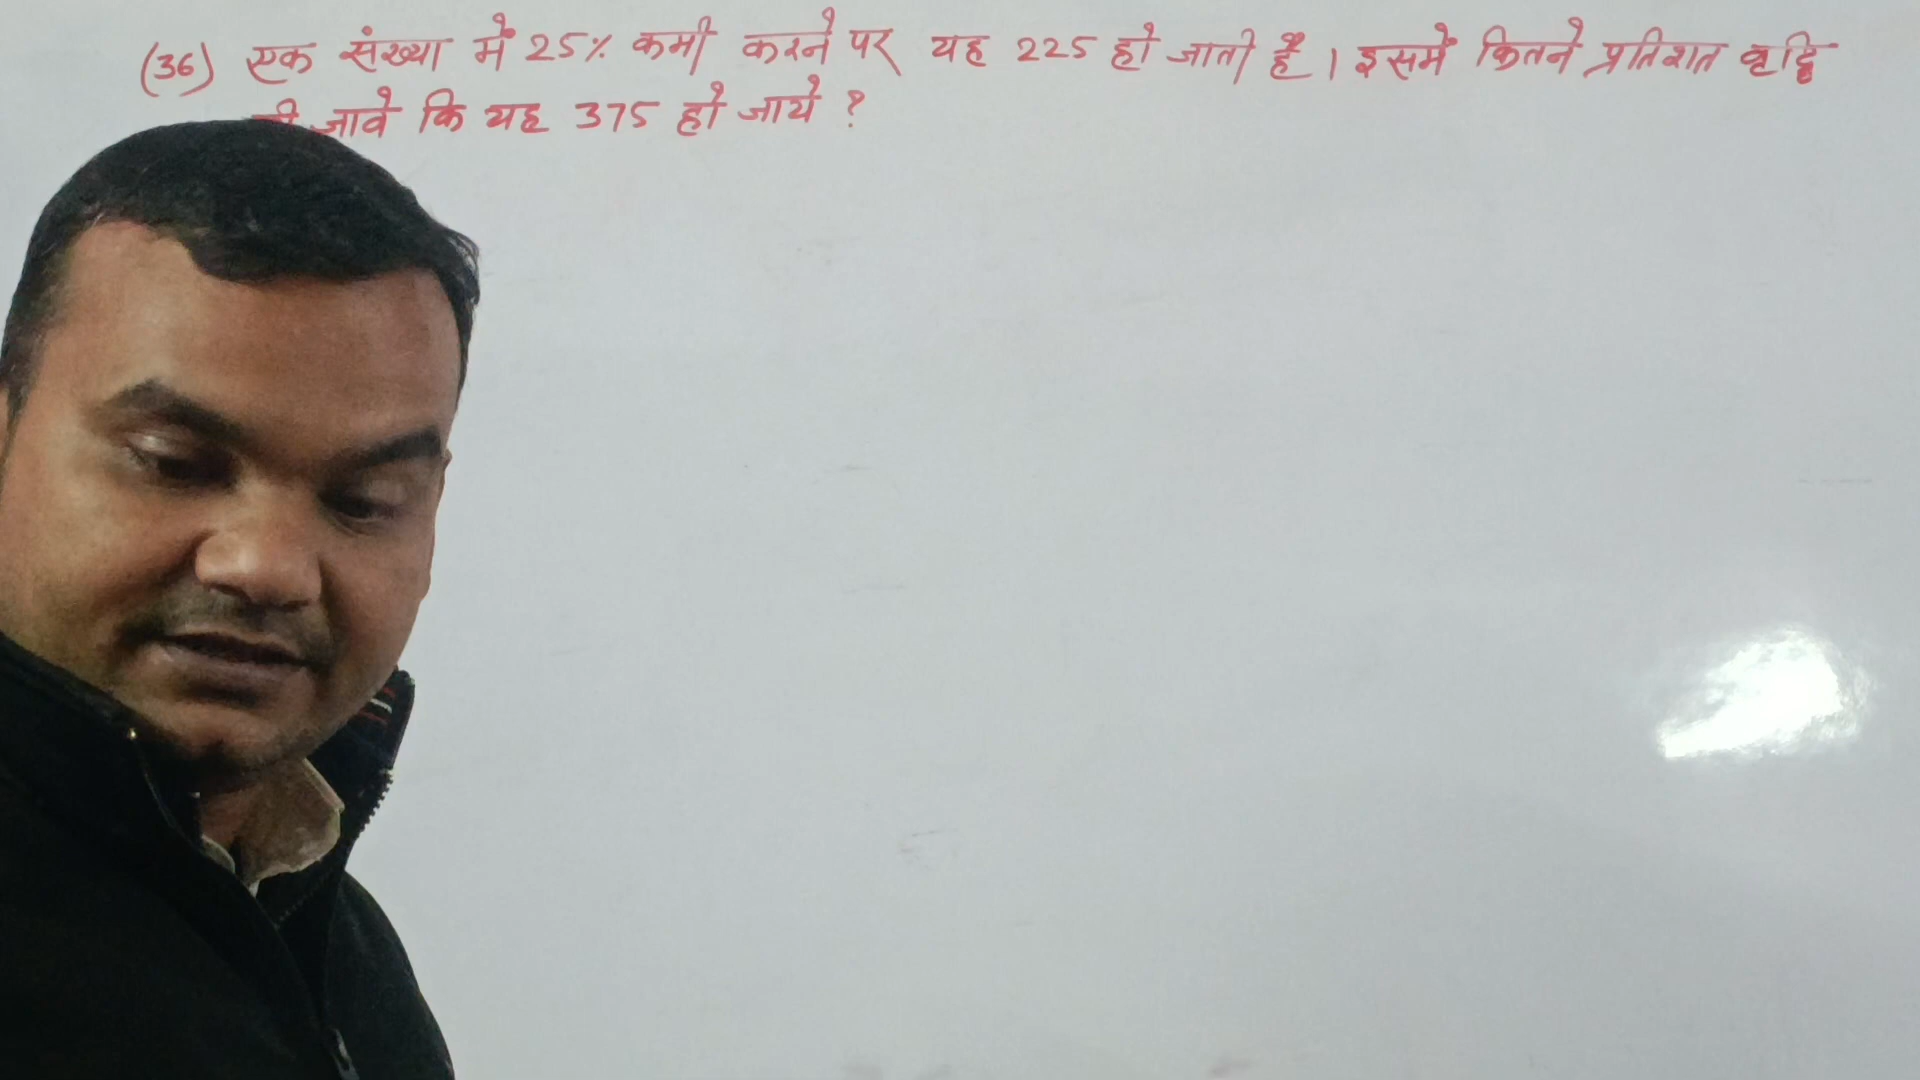 (36) एक संख्या में 25% कमी करने पर यह 225 हो जाती है । इसमें कितने प्रतिशत वृद्धि
जावे कि यह 375 हो जाये ?